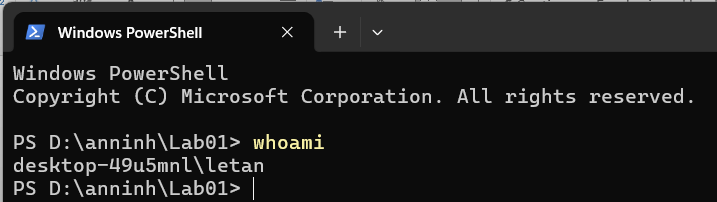 Windows PowerShell
Windows PowerShell
Copyright (C) Microsoft Corporation. All rights reserved.
PS D:\anninh\Lab01> whoami
desktop-49u5mnl\letan
PS D:\anninh\Lab01>